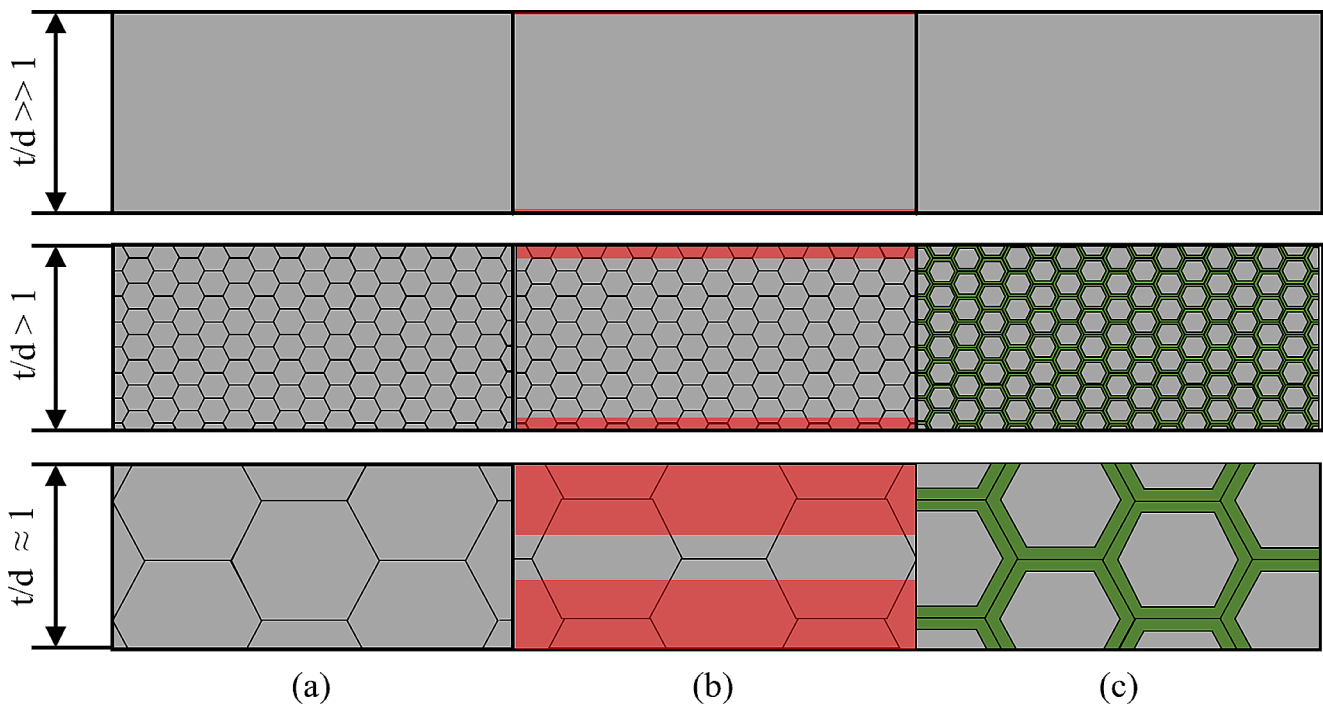 t/d >> 1
t/d > 1
t/d ≈ 1
(a)
(b)
(c)